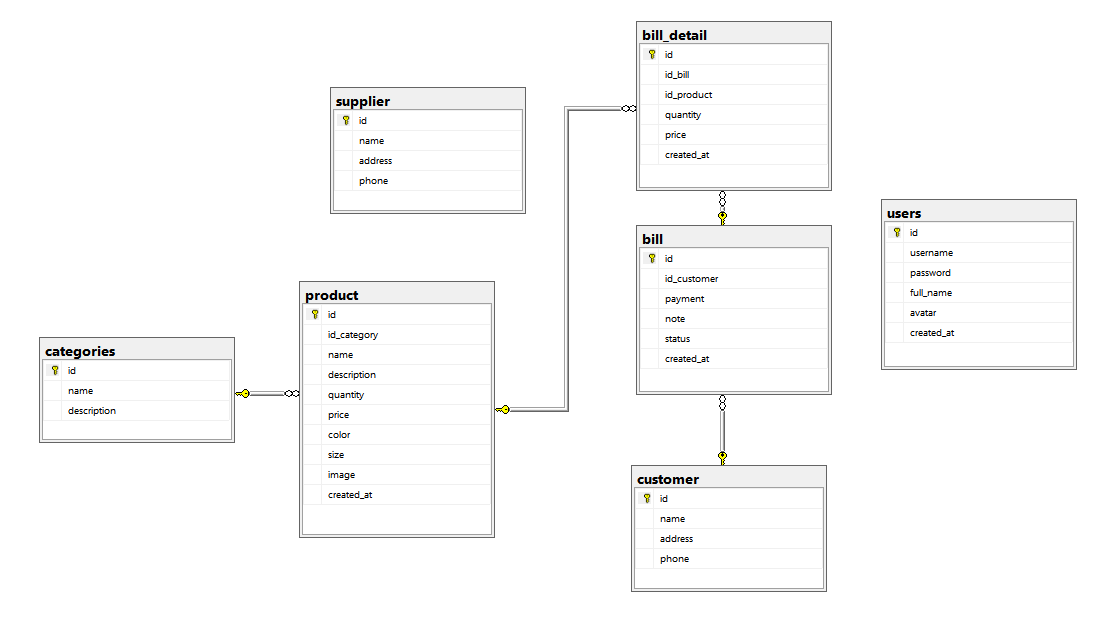 bill_detail
id
id_bill
id_product
quantity
price
created_at
supplier
id
name
address
phone
users
id
username
password
full_name
avatar
created_at
bill
id
id_customer
payment
note
status
created_at
product
id
id_category
name
description
quantity
price
color
size
image
created_at
categories
id
name
description
customer
id
name
address
phone